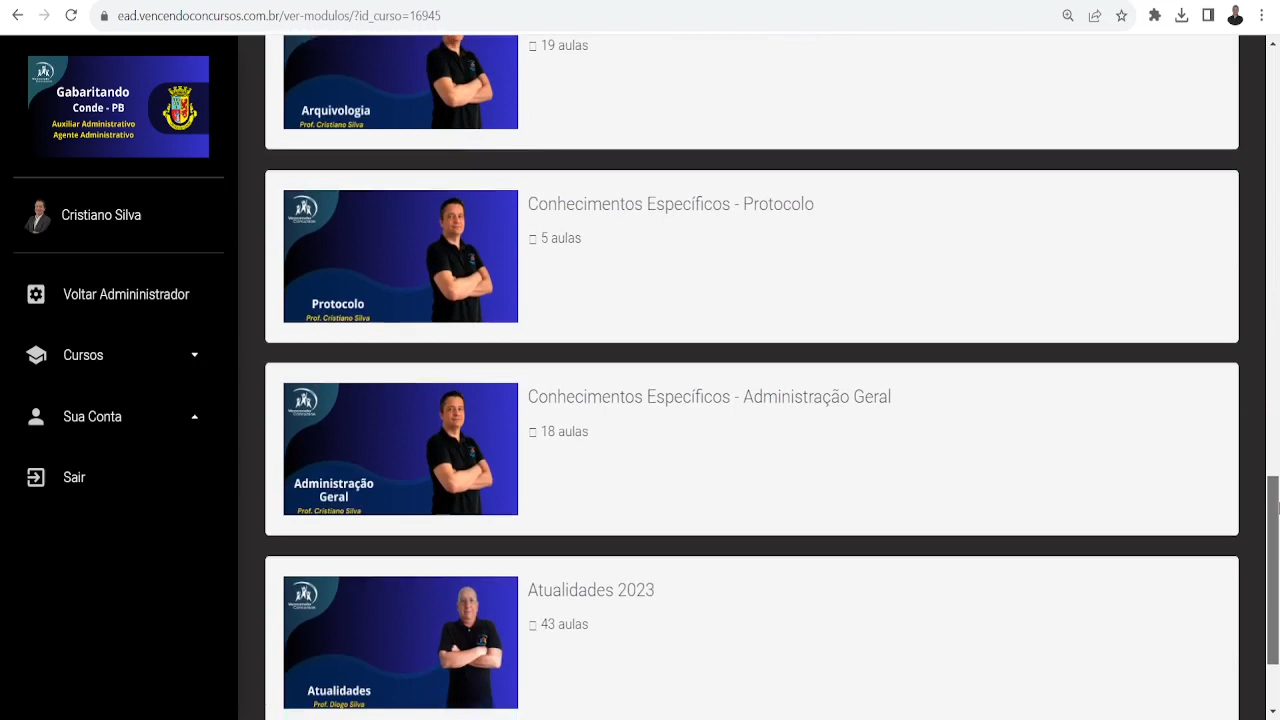 ead.vencendoconcursos.com.br/ver-modulos/?id_curso=16945
Gabaritando
Conde - PB
Auxiliar Administrativo
Agente Administrativo
Cristiano Silva
Voltar Admininistrador
Cursos
Sua Conta
Sair
19 aulas
Arquivologia
Prof. Cristiano Silva
Conhecimentos Específicos - Protocolo
5 aulas
Protocolo
Prof. Cristiano Silva
Conhecimentos Específicos - Administração Geral
18 aulas
Administração
Geral
Prof. Cristiano Silva
Atualidades 2023
43 aulas
Atualidades
Prof. Diogo Silva